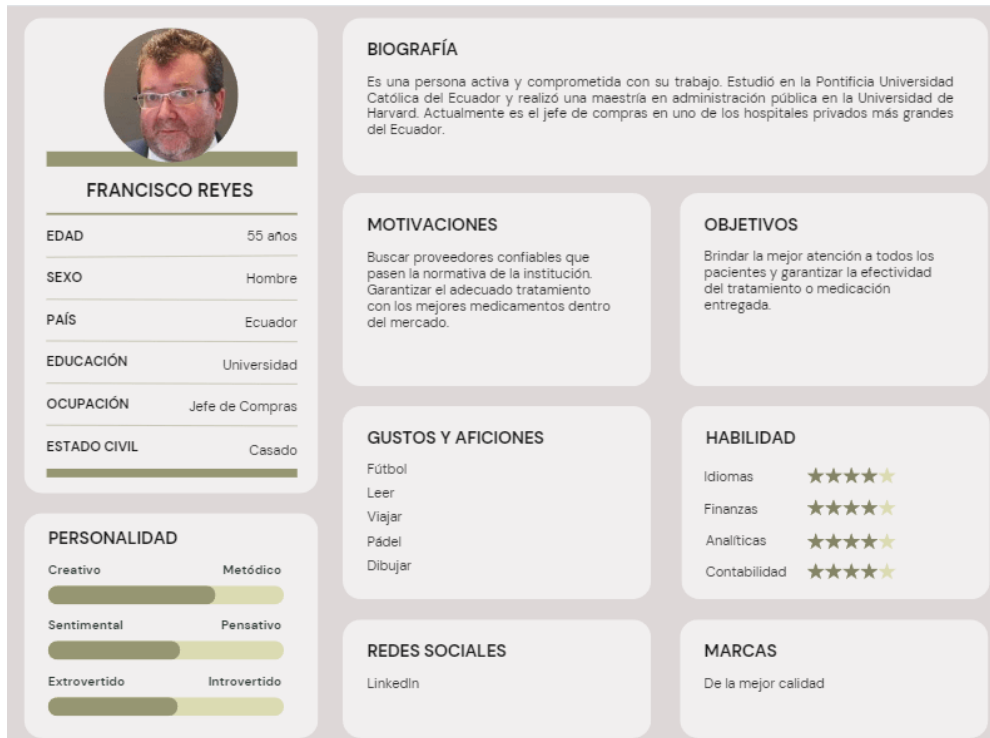 FRANCISCO REYES
EDAD 55 años
SEXO Hombre
PAÍS Ecuador
EDUCACIÓN Universidad
OCUPACIÓN Jefe de Compras
ESTADO CIVIL Casado
PERSONALIDAD
Creativo Metódico
Sentimental Pensativo
Extrovertido Introvertido
BIOGRAFÍA
Es una persona activa y comprometida con su trabajo. Estudió en la Pontificia Universidad
Católica del Ecuador y realizó una maestría en administración pública en la Universidad de
Harvard. Actualmente es el jefe de compras en uno de los hospitales privados más grandes
del Ecuador.
MOTIVACIONES
Buscar proveedores confiables que
pasen la normativa de la institución.
Garantizar el adecuado tratamiento
con los mejores medicamentos dentro
del mercado.
OBJETIVOS
Brindar la mejor atención a todos los
pacientes y garantizar la efectividad
del tratamiento o medicación
entregada.
GUSTOS Y AFICIONES
Fútbol
Leer
Viajar
Pádel
Dibujar
HABILIDAD
Idiomas
Finanzas
Analíticas
Contabilidad
REDES SOCIALES
LinkedIn
MARCAS
De la mejor calidad